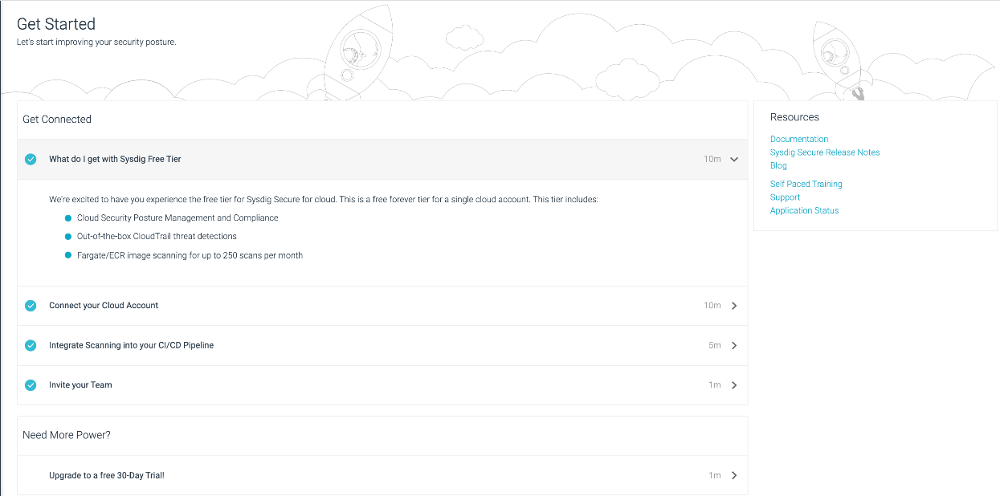 Get Started
Let's start improving your security posture.
Get Connected
What do I get with Sysdig Free Tier
10m
We're excited to have you experience the free tier for Sysdig Secure for cloud. This is a free forever tier for a single cloud account. This tier includes:
Cloud Security Posture Management and Compliance
Out-of-the-box CloudTrail threat detections
Fargate/ECR image scanning for up to 250 scans per month
Connect your Cloud Account
10m
Integrate Scanning into your CI/CD Pipeline
5m
Invite your Team
1m
Need More Power?
Upgrade to a free 30-Day Trial!
1m
Resources
Documentation
Sysdig Secure Release Notes
Blog
Self Paced Training
Support
Application Status